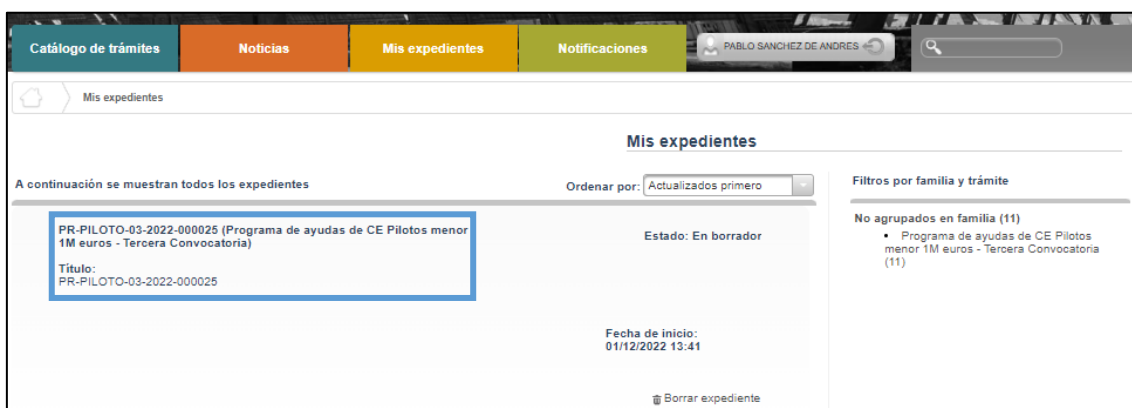 Catálogo de trámites
Noticias
Mis expedientes
Notificaciones
PABLO SANCHEZ DE ANDRES
Mis expedientes
Mis expedientes
A continuación se muestran todos los expedientes
Ordenar por: Actualizados primero
PR-PILOTO-03-2022-000025 (Programa de ayudas de CE Pilotos menor
1M euros - Tercera Convocatoria)
Título:
PR-PILOTO-03-2022-000025
Estado: En borrador
Fecha de inicio:
01/12/2022 13:41
Borrar expediente
Filtros por familia y trámite
No agrupados en familia (11)
Programa de ayudas de CE Pilotos
menor 1M euros - Tercera Convocatoria
(11)